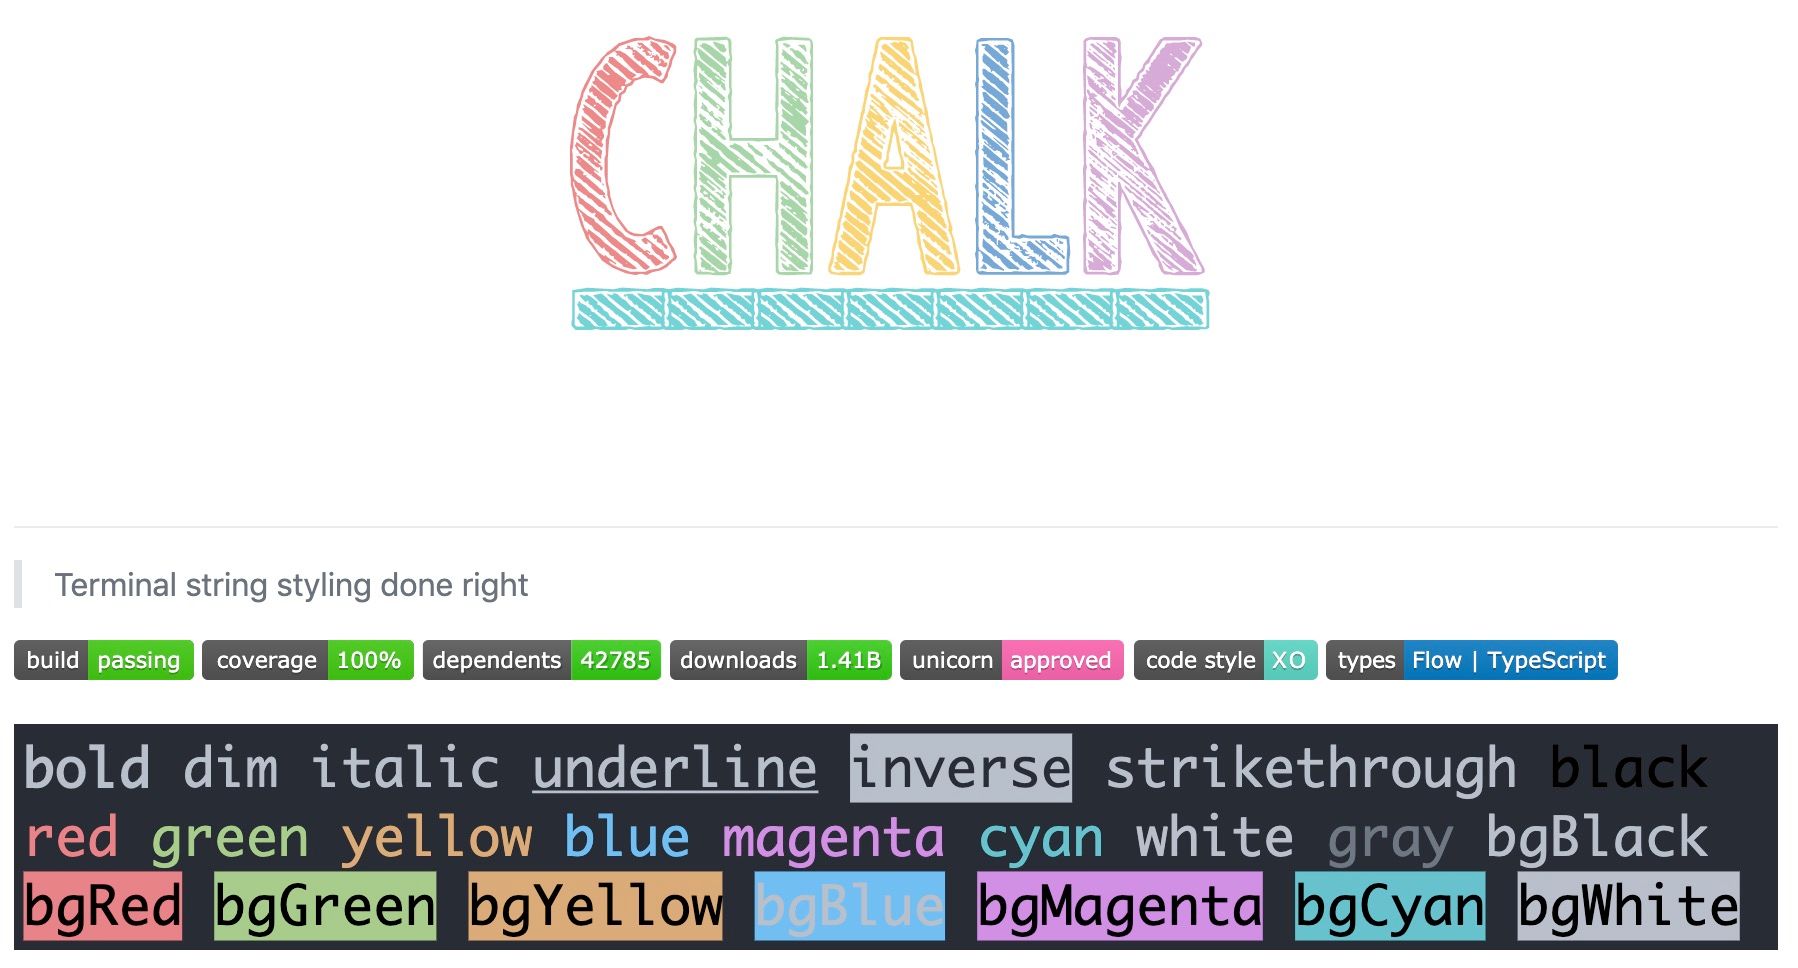 CHALK
Terminal string styling done right
build passing coverage 100% dependents 42785 downloads 1.41B unicorn approved code style XO types Flow | TypeScript
bold dim italic underline inverse strikethrough black
red green yellow blue magenta cyan white gray bgBlack
bgRed bgGreen bgYellow bgBlue bgMagenta bgCyan bgWhite